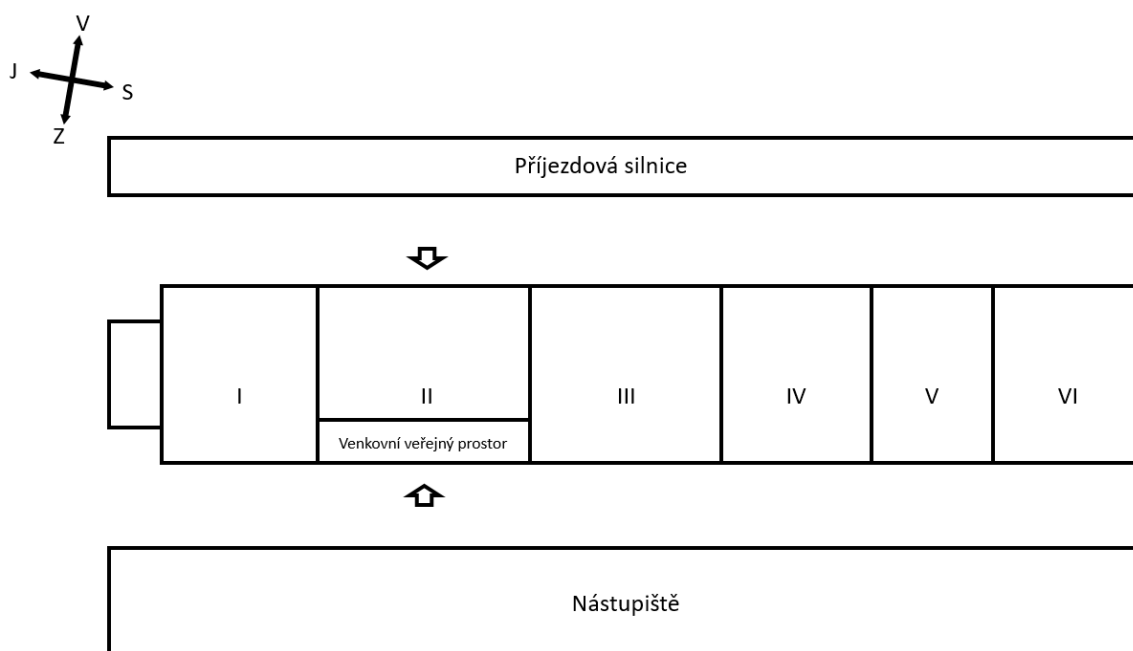 V
J
S
Z
Příjezdová silnice
I
II
III
IV
V
VI
Venkovní veřejný prostor
Nástupiště